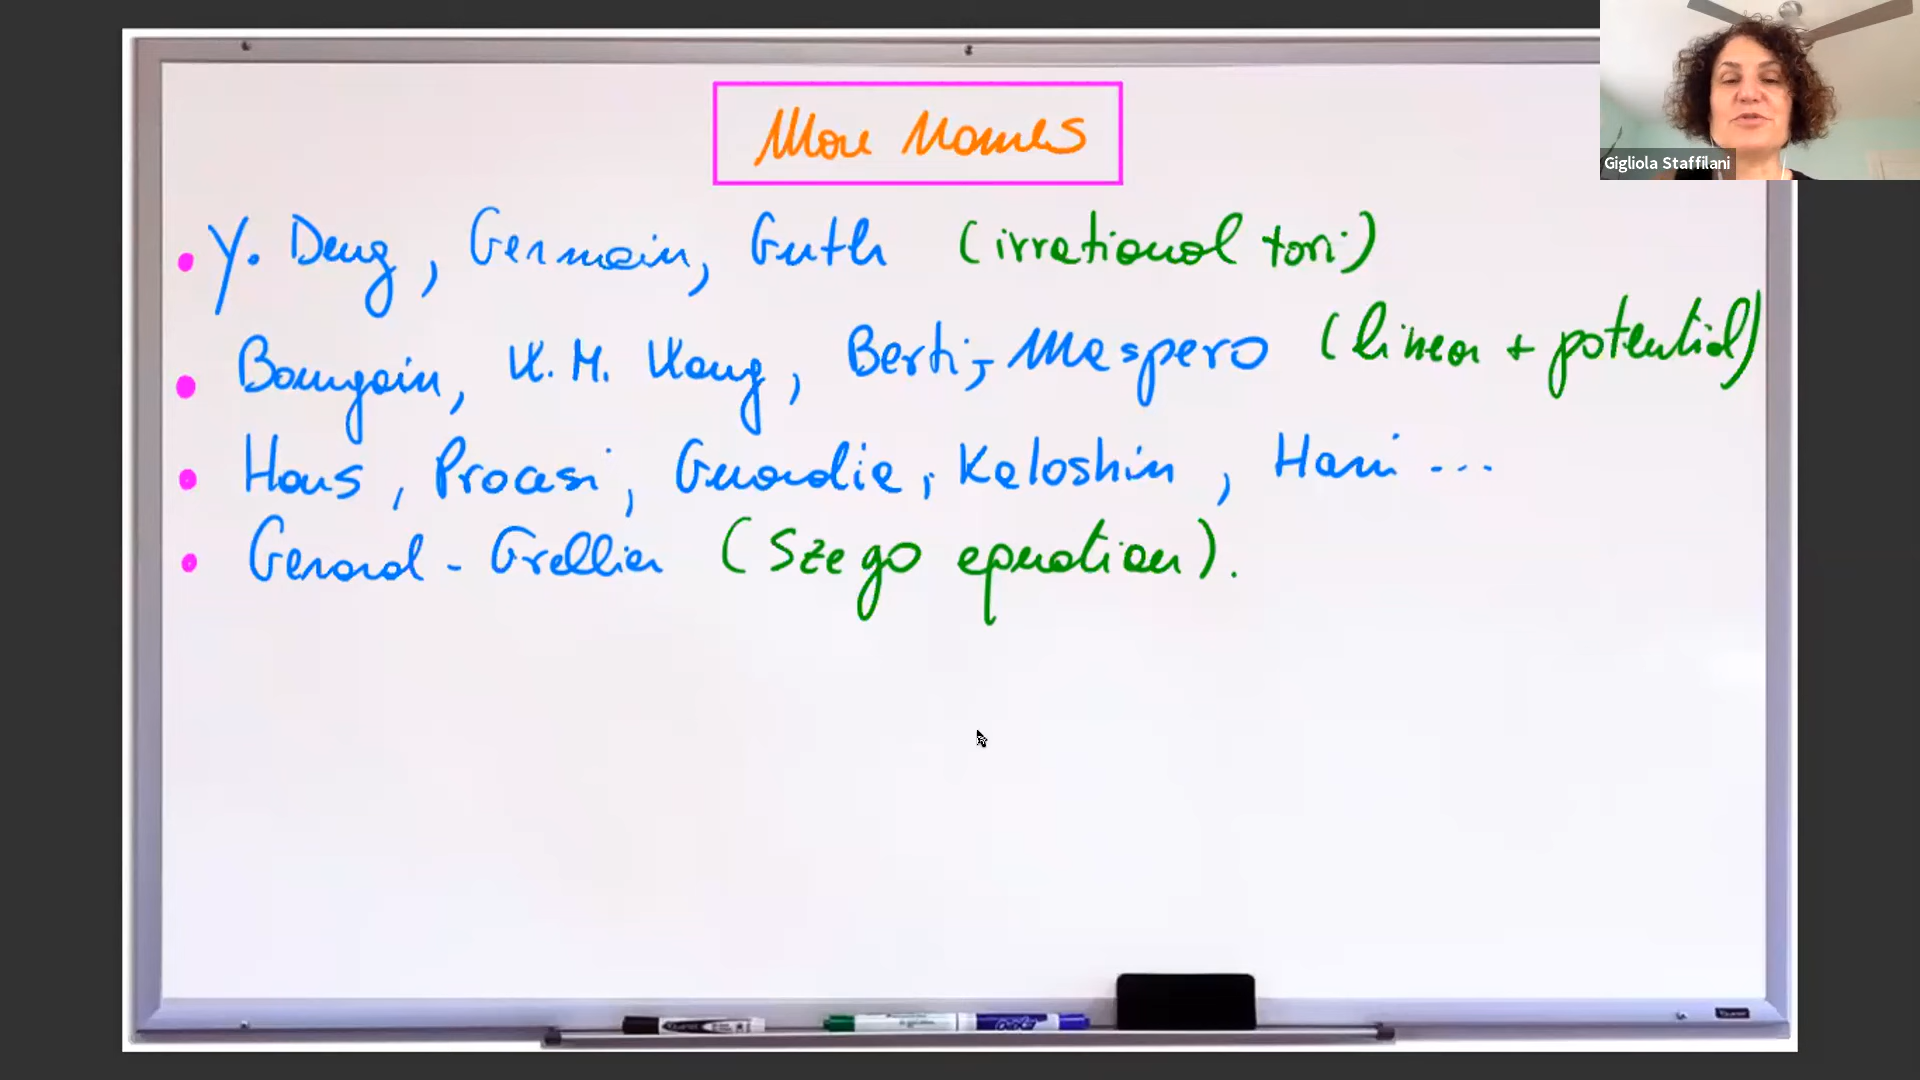 More Names
Gigliola Staffilani
• Y. Deng, Germain, Guth (irrational tori)
• Bourgain, W.M. Wang, Berti-Maspero (linear + potential)
• Haus, Procesi, Guardia, Kaloshin, Hani ...
• Gerard - Grellier (Szego equation).
EXPO